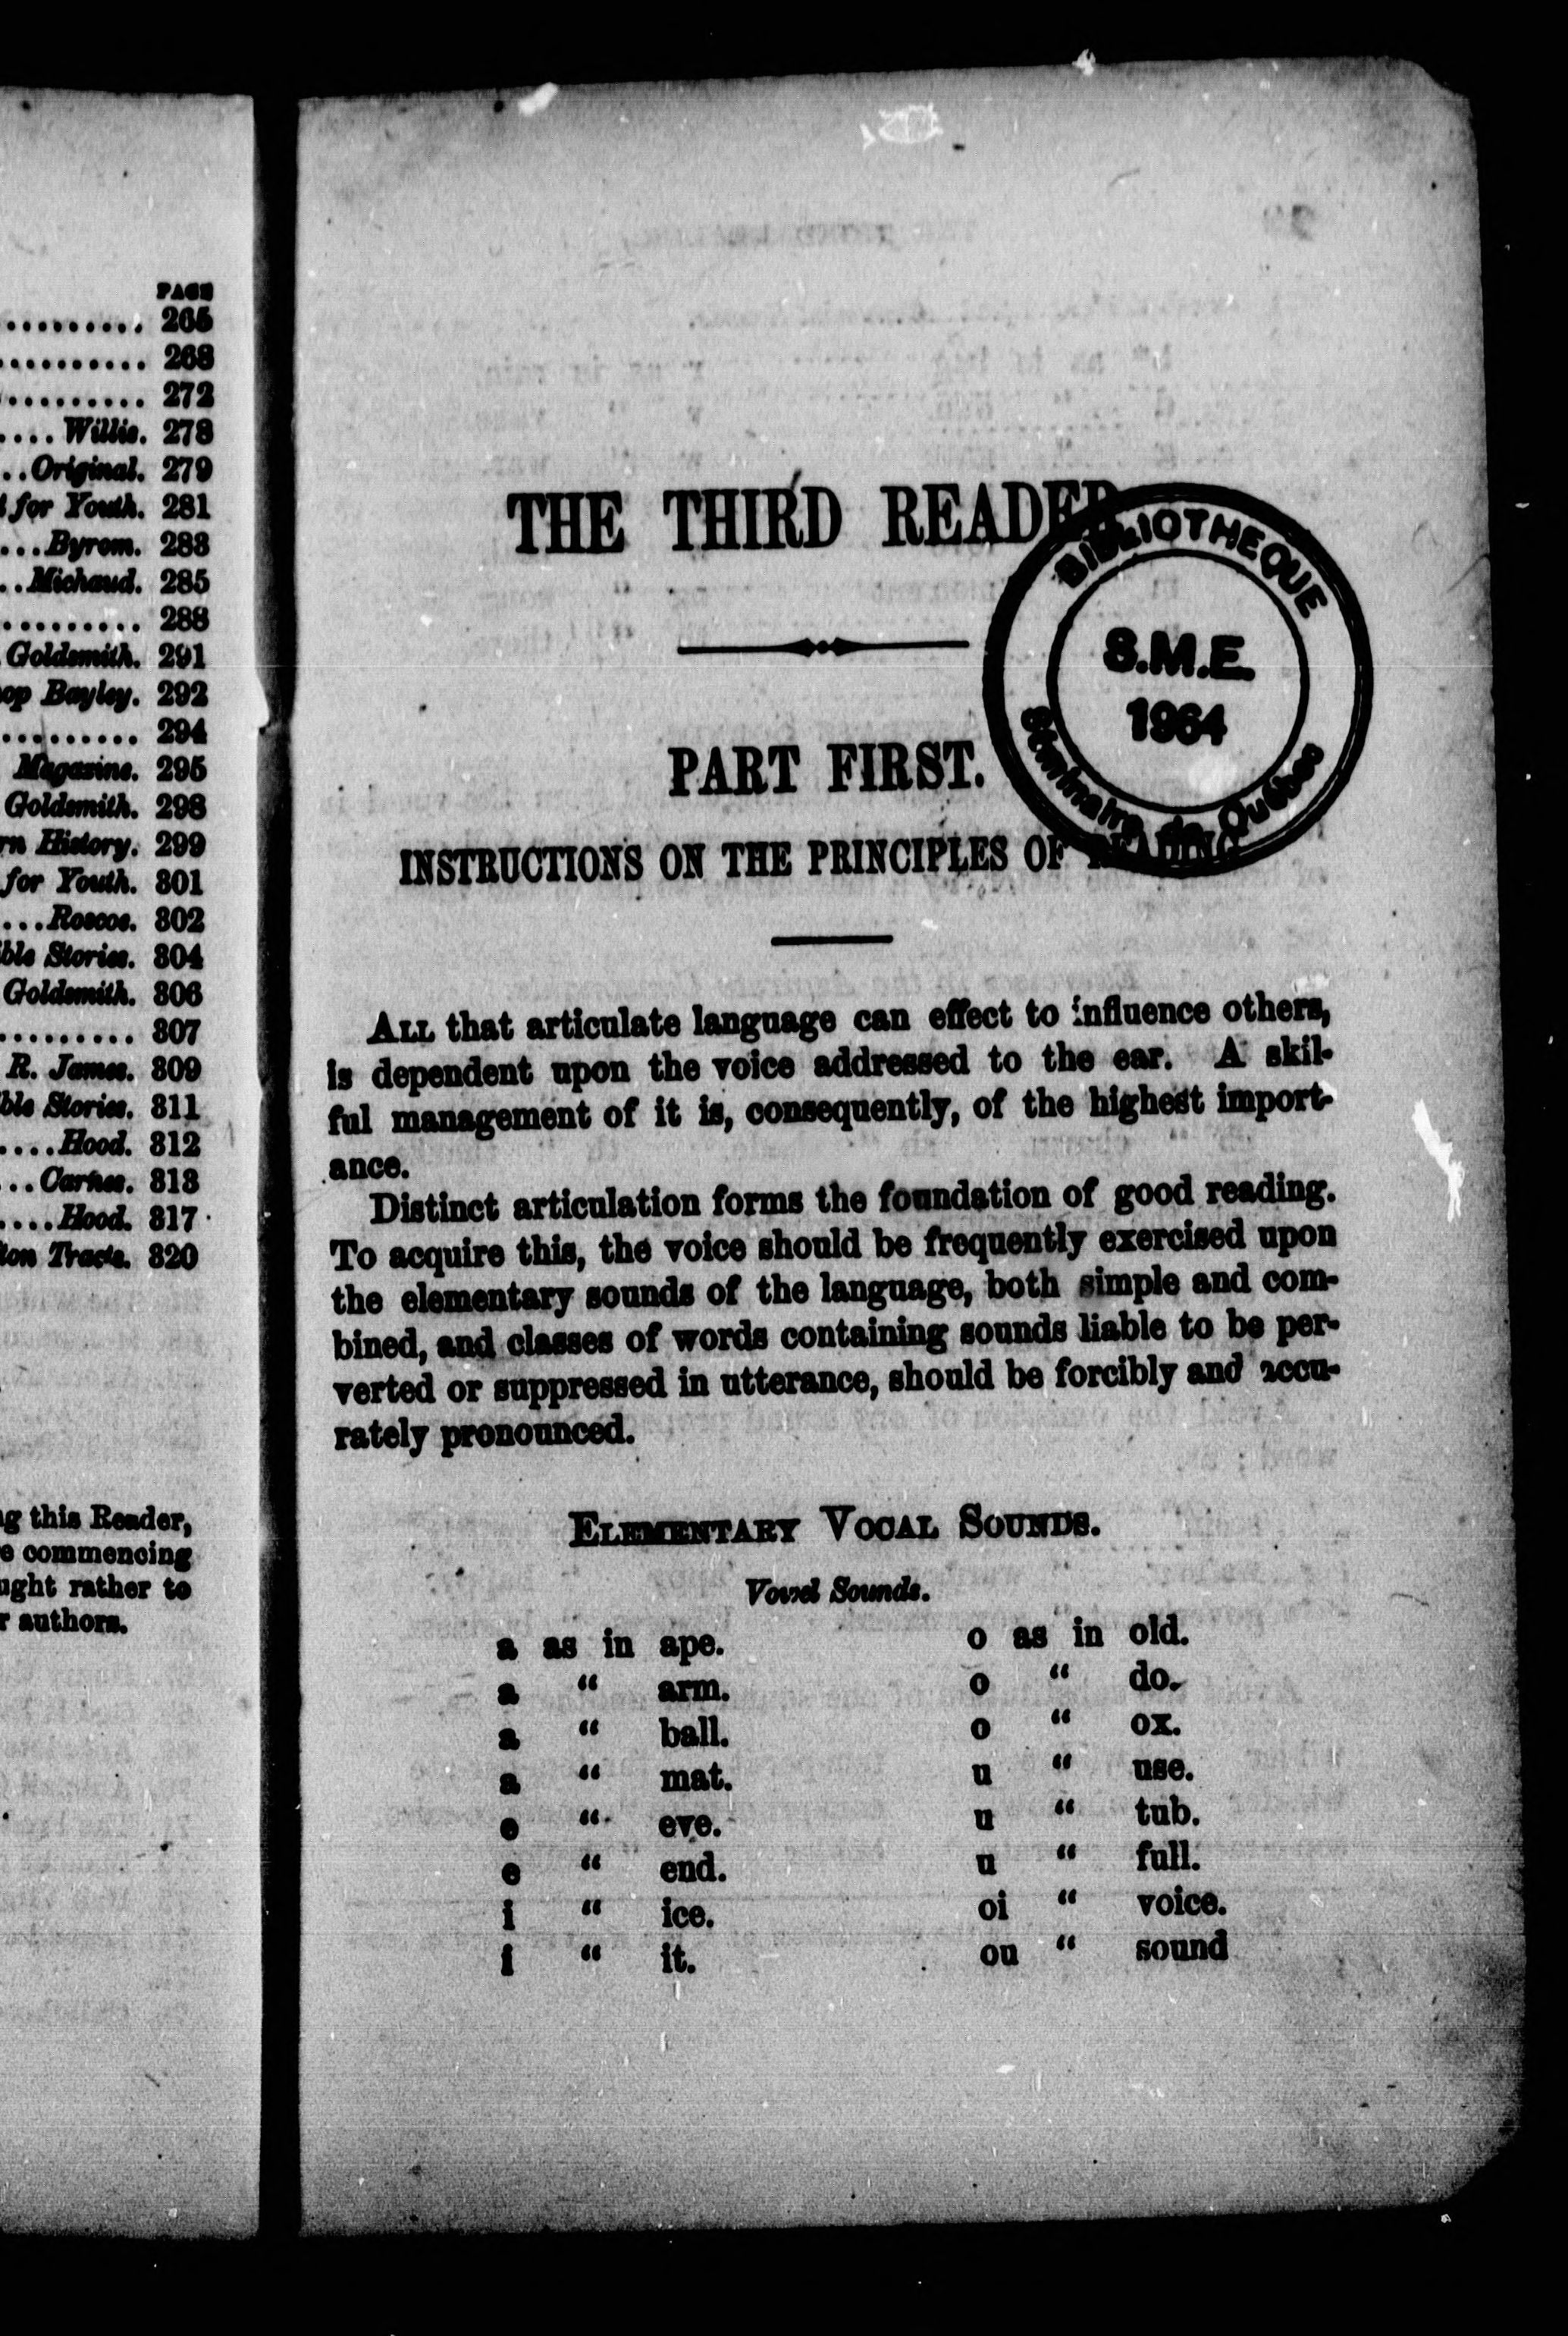 PAGE
.......... 265
........... 268
.......... 272
.... Willis. 278
..Original. 279
for Youth. 281
...Byrom. 283
..Michaud. 285
.......... 288
Goldsmith. 291
op Bayley. 292
.......... 294
Magazine. 295
Goldsmith. 298
rn History. 299
for Youth. 301
...Roscoe. 302
ble Stories. 304
Goldsmith. 306
.......... 307
R. James. 309
ble Stories. 311
....Hood. 312
...Carnes. 313
....Hood. 317
ton Tracts. 320
g this Reader,
e commencing
ught rather to
r authors.
THE THIRD READER
BIBLIOTHEQUE
S.M.E.
1964
Séminaire de Québec
PART FIRST.
INSTRUCTIONS ON THE PRINCIPLES OF READING
ALL that articulate language can effect to influence others,
is dependent upon the voice addressed to the ear. A skil-
ful management of it is, consequently, of the highest import-
ance.
Distinct articulation forms the foundation of good reading.
To acquire this, the voice should be frequently exercised upon
the elementary sounds of the language, both simple and com-
bined, and classes of words containing sounds liable to be per-
verted or suppressed in utterance, should be forcibly and accu-
rately pronounced.
ELEMENTARY VOCAL SOUNDS.
Vowel Sounds.
a as in ape. o as in old.
a “ arm. o “ do.
a “ ball. o “ ox.
a “ mat. u “ use.
e “ eve. u “ tub.
e “ end. u “ full.
i “ ice. oi “ voice.
i “ it. ou “ sound